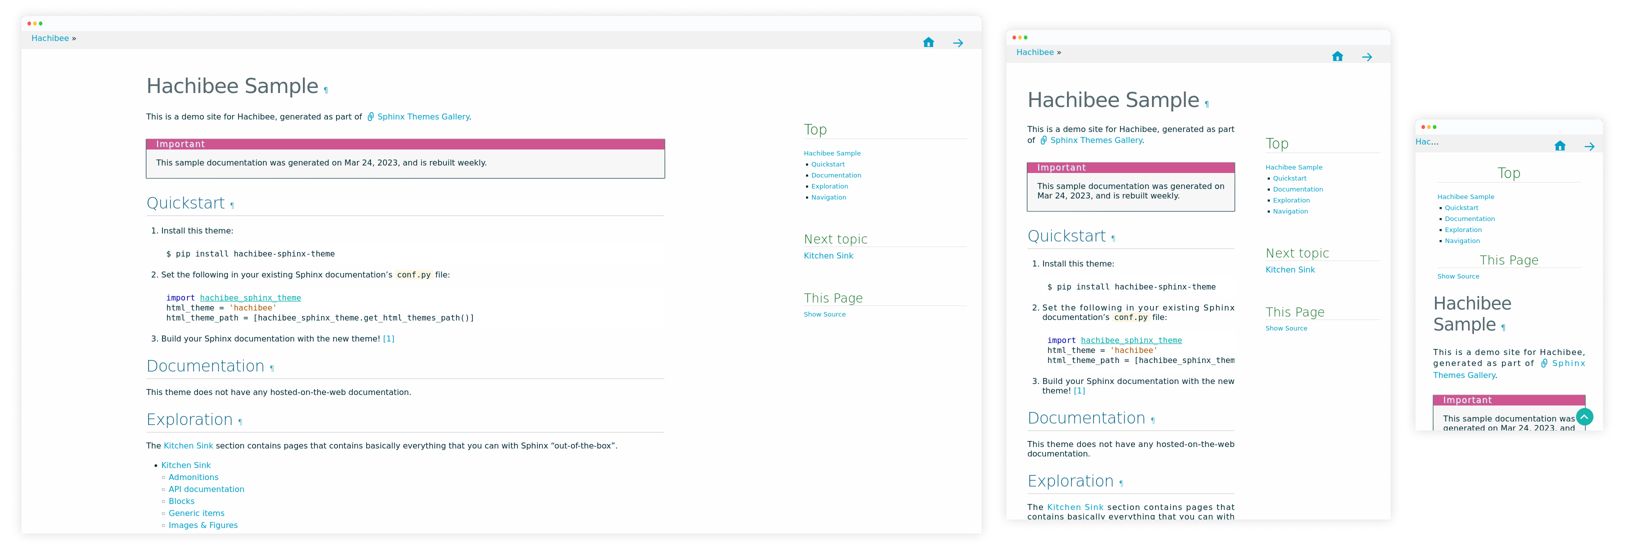 Hachibee »
Hachibee Sample ¶
This is a demo site for Hachibee, generated as part of Sphinx Themes Gallery.
Important
This sample documentation was generated on Mar 24, 2023, and is rebuilt weekly.
Quickstart ¶
1. Install this theme:
$ pip install hachibee-sphinx-theme
2. Set the following in your existing Sphinx documentation’s conf.py file:
import hachibee_sphinx_theme
html_theme = 'hachibee'
html_theme_path = [hachibee_sphinx_theme.get_html_themes_path()]
3. Build your Sphinx documentation with the new theme! [1]
Documentation ¶
This theme does not have any hosted-on-the-web documentation.
Exploration ¶
The Kitchen Sink section contains pages that contains basically everything that you can with Sphinx “out-of-the-box”.
• Kitchen Sink
○ Admonitions
○ API documentation
○ Blocks
○ Generic items
○ Images & Figures
Top
Hachibee Sample
• Quickstart
• Documentation
• Exploration
• Navigation
Next topic
Kitchen Sink
This Page
Show Source
Hachibee »
Hachibee Sample ¶
This is a demo site for Hachibee, generated as part
of Sphinx Themes Gallery.
Important
This sample documentation was generated on
Mar 24, 2023, and is rebuilt weekly.
Quickstart ¶
1. Install this theme:
$ pip install hachibee-sphinx-theme
2. Set the following in your existing Sphinx
documentation’s conf.py file:
import hachibee_sphinx_theme
html_theme = 'hachibee'
html_theme_path = [hachibee_sphinx_them
3. Build your Sphinx documentation with the new
theme! [1]
Documentation ¶
This theme does not have any hosted-on-the-web
documentation.
Exploration ¶
The Kitchen Sink section contains pages that
contains basically everything that you can with
Top
Hachibee Sample
• Quickstart
• Documentation
• Exploration
• Navigation
Next topic
Kitchen Sink
This Page
Show Source
Hac...
Top
Hachibee Sample
• Quickstart
• Documentation
• Exploration
• Navigation
This Page
Show Source
Hachibee
Sample ¶
This is a demo site for Hachibee,
generated as part of Sphinx
Themes Gallery.
Important
This sample documentation was
generated on Mar 24, 2023, and